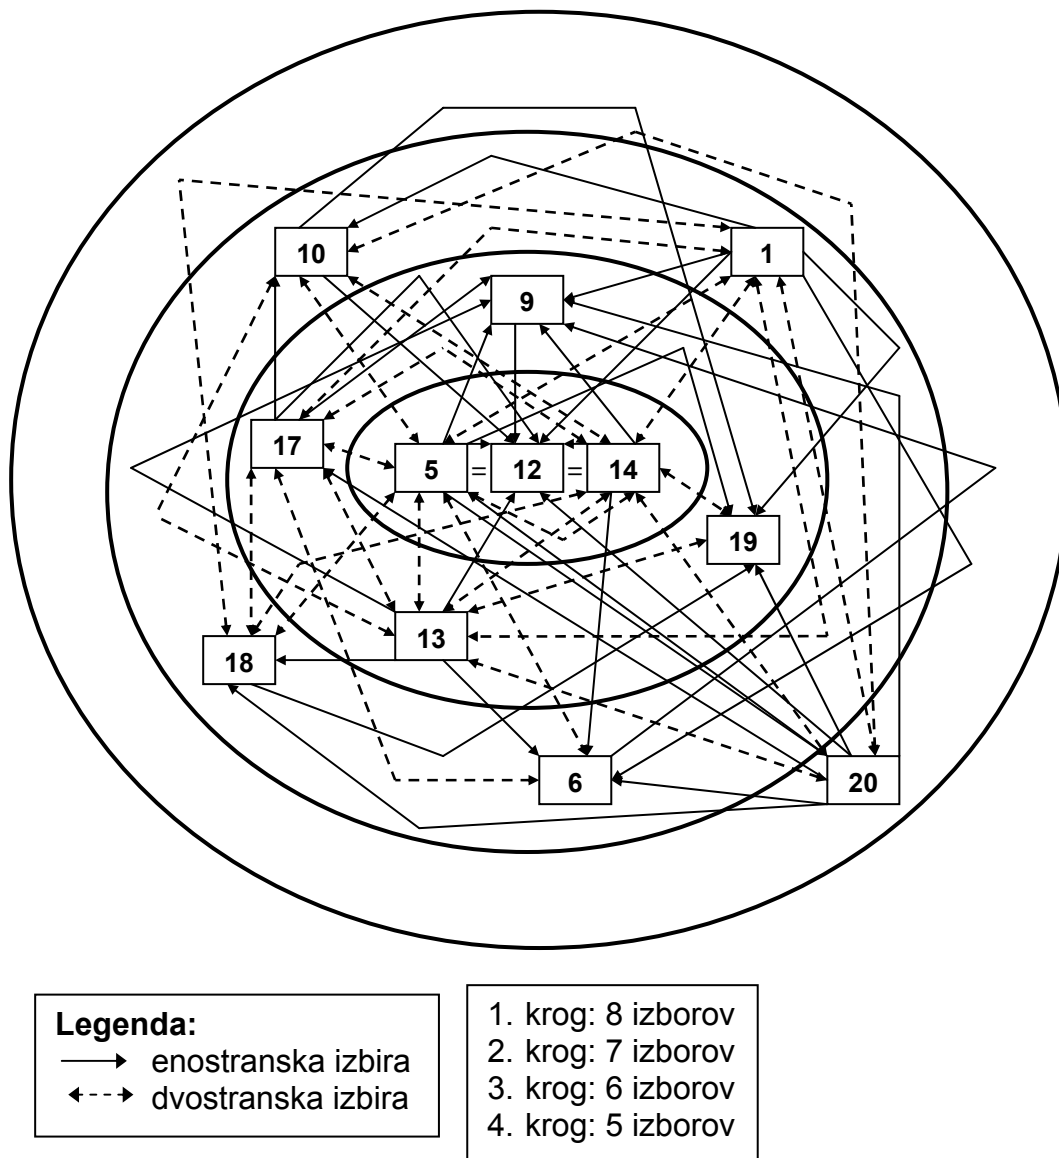 10
1
9
17
5 = 12 = 14
19
13
18
6
20
Legenda:
enostranska izbira
dvostranska izbira
1. krog: 8 izborov
2. krog: 7 izborov
3. krog: 6 izborov
4. krog: 5 izborov